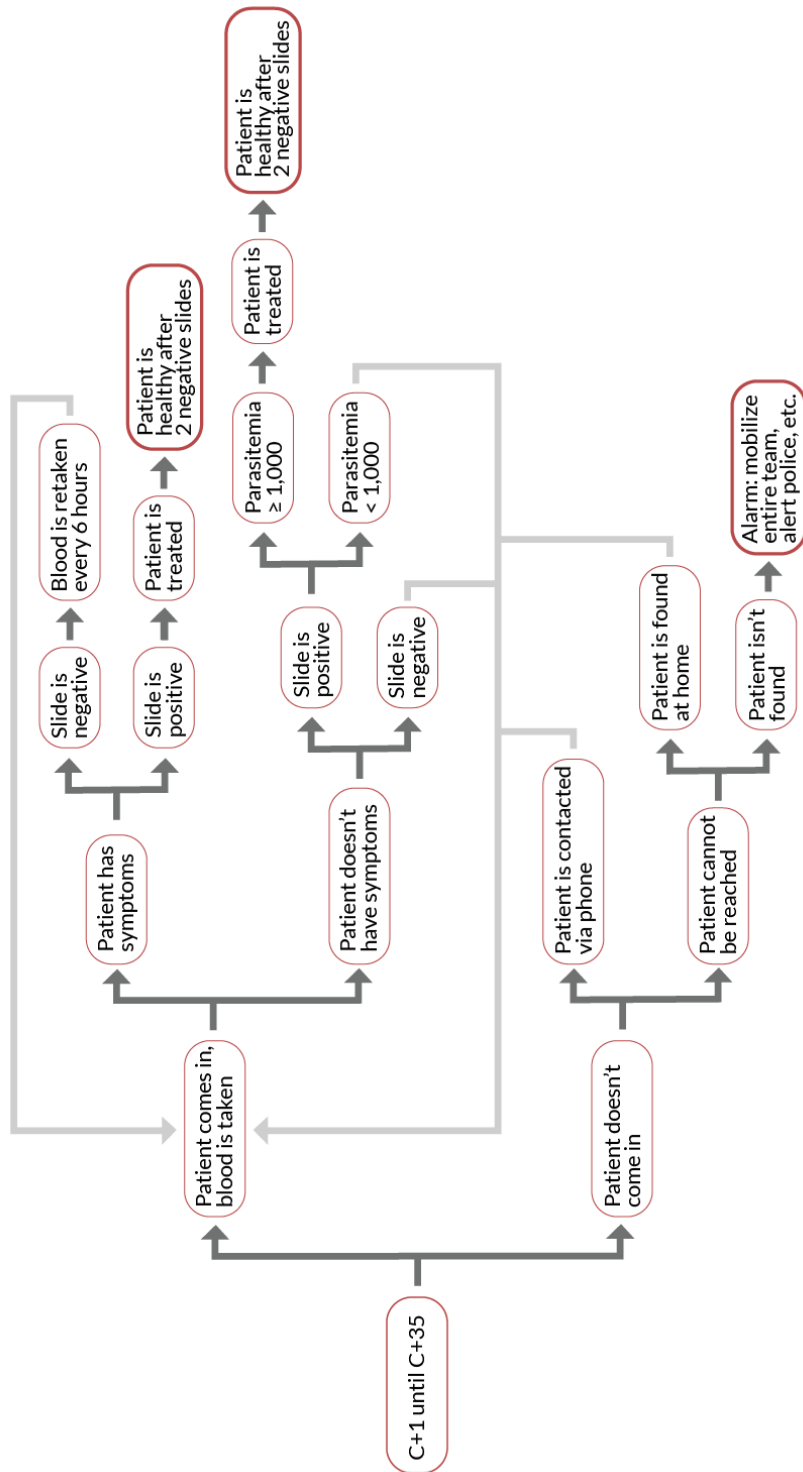 C+1 until C+35
Patient comes in,
blood is taken
Patient has
symptoms
Slide is
negative
Blood is retaken
every 6 hours
Slide is
positive
Patient is
treated
Patient is
healthy after
2 negative slides
Patient doesn't
have symptoms
Slide is
positive
Parasitemia
≥ 1,000
Patient is
treated
Patient is
healthy after
2 negative slides
Parasitemia
< 1,000
Slide is
negative
Patient doesn't
come in
Patient is contacted
via phone
Patient cannot
be reached
Patient is found
at home
Patient isn't
found
Alarm: mobilize
entire team,
alert police, etc.